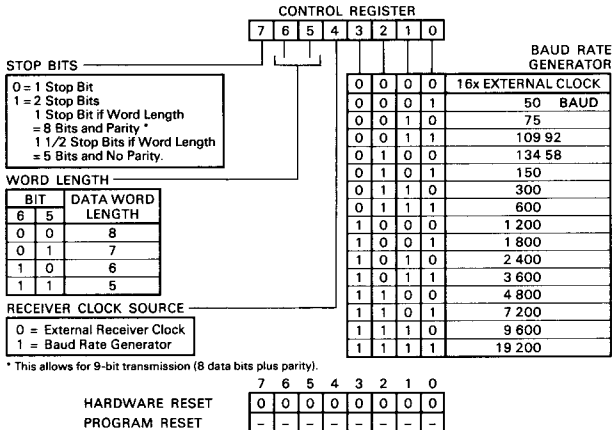 CONTROL REGISTER
7 6 5 4 3 2 1 0
STOP BITS
0 = 1 Stop Bit
1 = 2 Stop Bits
1 Stop Bit if Word Length
= 8 Bits and Parity *
1 1/2 Stop Bits if Word Length
= 5 Bits and No Parity.
WORD LENGTH
BIT DATA WORD
6 5 LENGTH
0 0 8
0 1 7
1 0 6
1 1 5
RECEIVER CLOCK SOURCE
0 = External Receiver Clock
1 = Baud Rate Generator
BAUD RATE
GENERATOR
0 0 0 0 16x EXTERNAL CLOCK
0 0 0 1 50 BAUD
0 0 1 0 75
0 0 1 1 109 92
0 1 0 0 134 58
0 1 0 1 150
0 1 1 0 300
0 1 1 1 600
1 0 0 0 1 200
1 0 0 1 1 800
1 0 1 0 2 400
1 0 1 1 3 600
1 1 0 0 4 800
1 1 0 1 7 200
1 1 1 0 9 600
1 1 1 1 19 200
* This allows for 9-bit transmission (8 data bits plus parity).
7 6 5 4 3 2 1 0
HARDWARE RESET 0 0 0 0 0 0 0 0
PROGRAM RESET - - - - - - - -